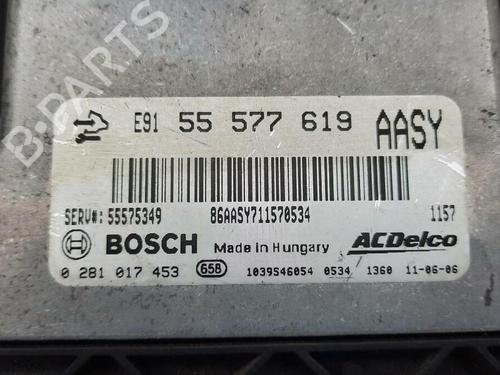 B-PARTS
E91 55 577 619 AASY
SERV#: 55575349 86AASY711570534 1157
BOSCH Made in Hungary ACDelco
0 281 017 453 658 1039S46054 0534 1360 11-06-06